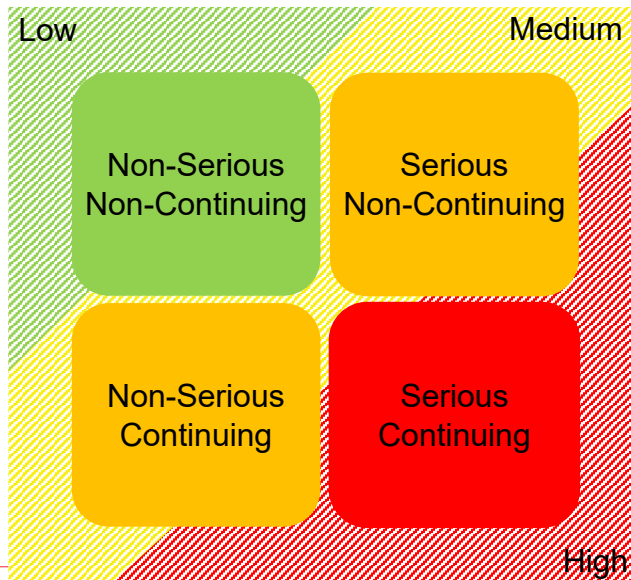 Low
Medium
Non-Serious
Non-Continuing
Serious
Non-Continuing
Non-Serious
Continuing
Serious
Continuing
High